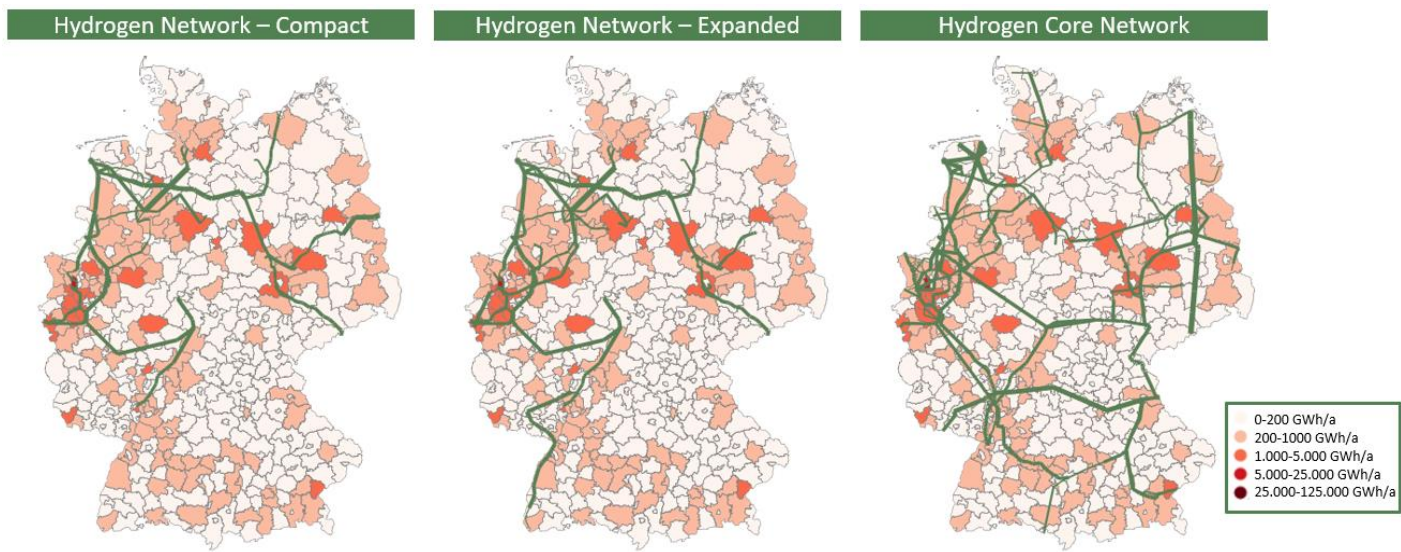 Hydrogen Network – Compact
Hydrogen Network – Expanded
Hydrogen Core Network
0-200 GWh/a
200-1000 GWh/a
1.000-5.000 GWh/a
5.000-25.000 GWh/a
25.000-125.000 GWh/a